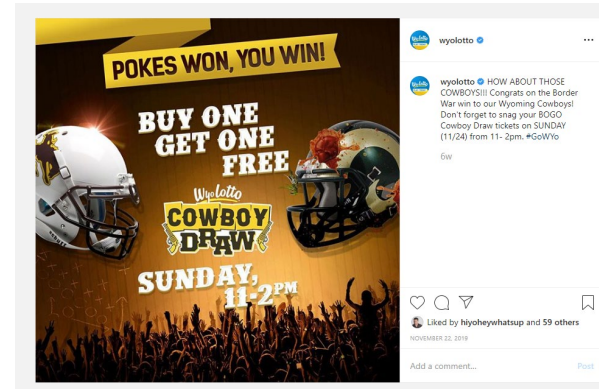 POKES WON, YOU WIN!
BUY ONE
GET ONE
FREE
WyoLotto
COWBOY
DRAW
SUNDAY,
11-2PM
wyolotto
wyolotto HOW ABOUT THOSE
COWBOYS!!! Congrats on the Border
War win to our Wyoming Cowboys!
Don't forget to snag your BOGO
Cowboy Draw tickets on SUNDAY
(11/24) from 11- 2pm. #GoWYo
6w
Liked by hiyoheywhatsup and 59 others
NOVEMBER 22, 2019
Add a comment...
Post